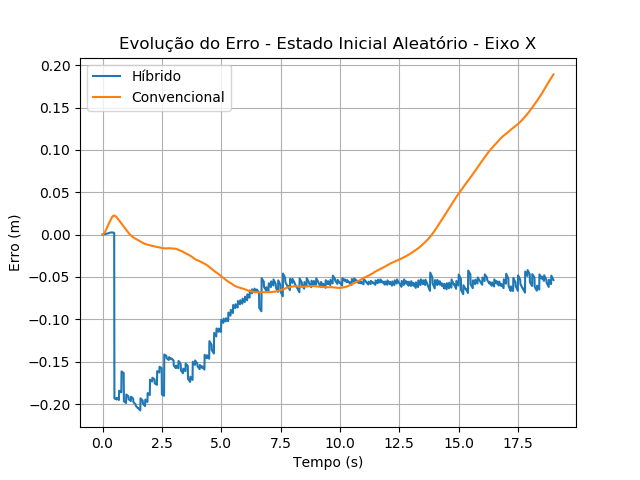 Evolução do Erro - Estado Inicial Aleatório - Eixo X
Híbrido
Convencional
0.20
0.15
0.10
0.05
0.00
−0.05
−0.10
−0.15
−0.20
Erro (m)
0.0 2.5 5.0 7.5 10.0 12.5 15.0 17.5
Tempo (s)